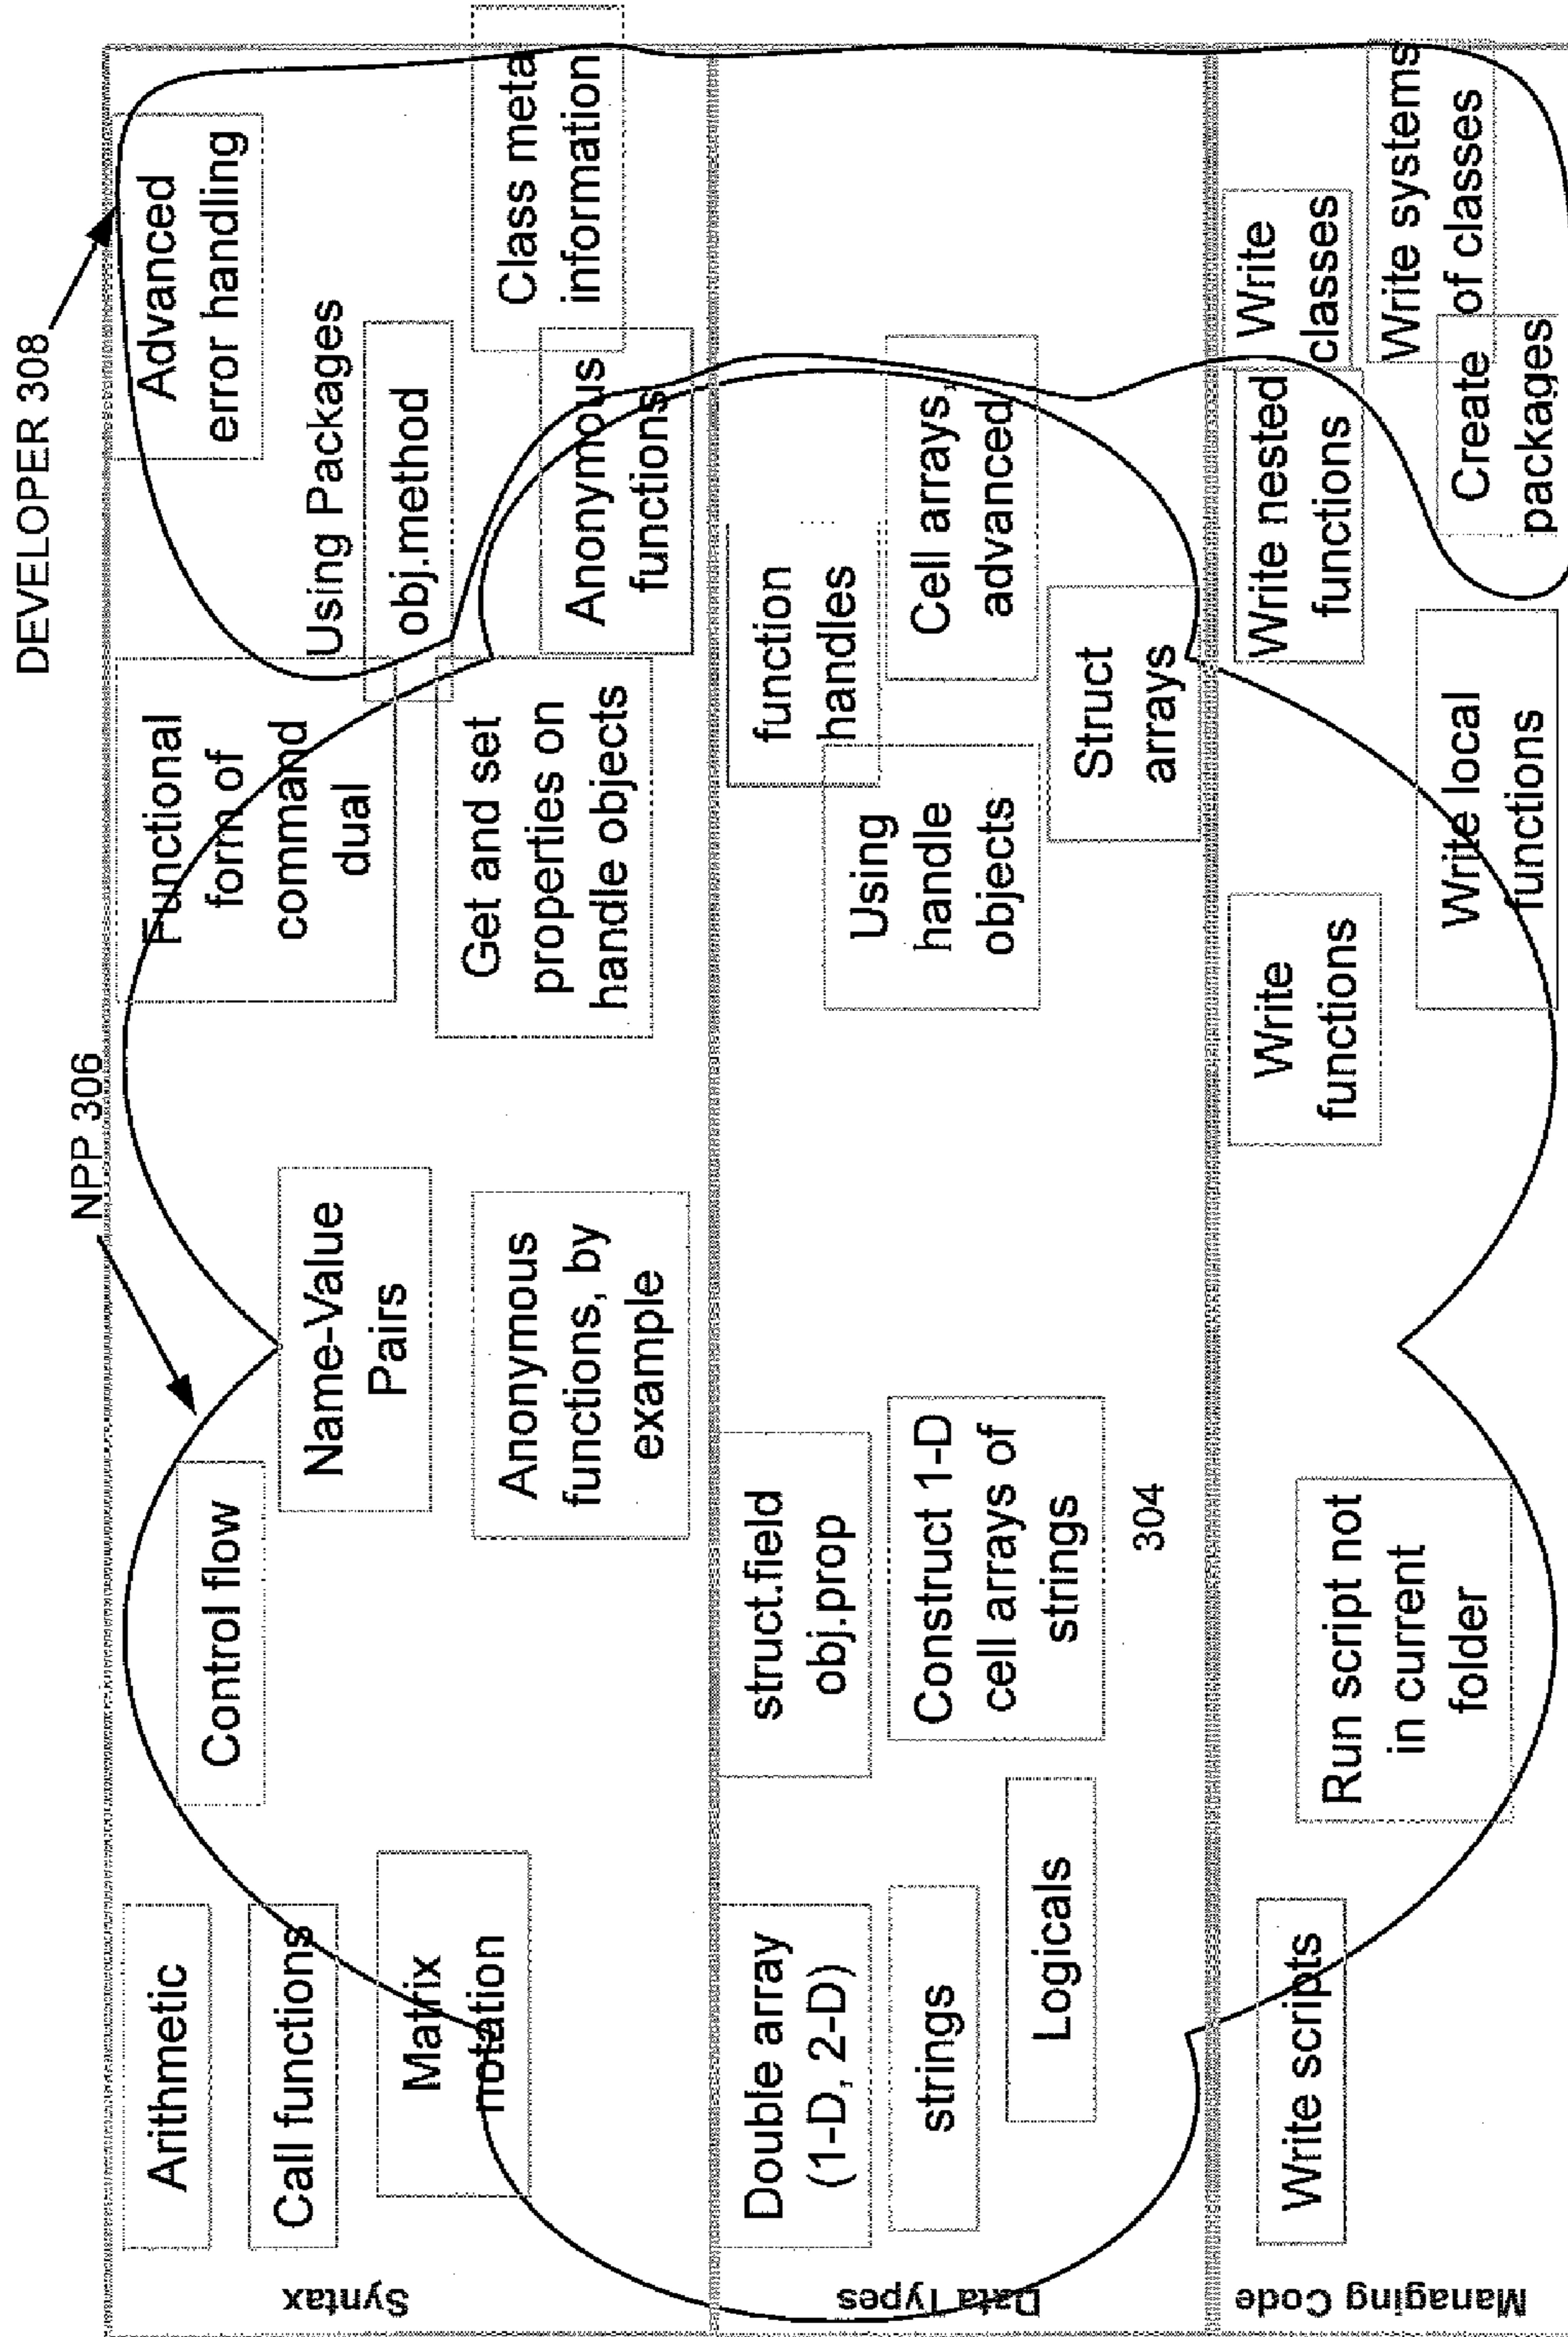 DEVELOPER 308
NPP 306
Syntax
Arithmetic
Call functions
Matrix
notation
Control flow
Name-Value
Pairs
Anonymous
functions, by
example
Functional
form of
command
dual
Get and set
properties on
handle objects
Using Packages
obj.method
Anonymous
functions
Advanced
error handling
Class meta
information
Data Types
Double array
(1-D, 2-D)
strings
Logicals
struct.field
obj.prop
Construct 1-D
cell arrays of
strings
304
Using
handle
objects
function
handles
Cell arrays,
advanced
Struct
arrays
Managing Code
Write scripts
Run script not
in current
folder
Write
functions
Write local
functions
Write nested
functions
Write
classes
Write systems
of classes
Create
packages